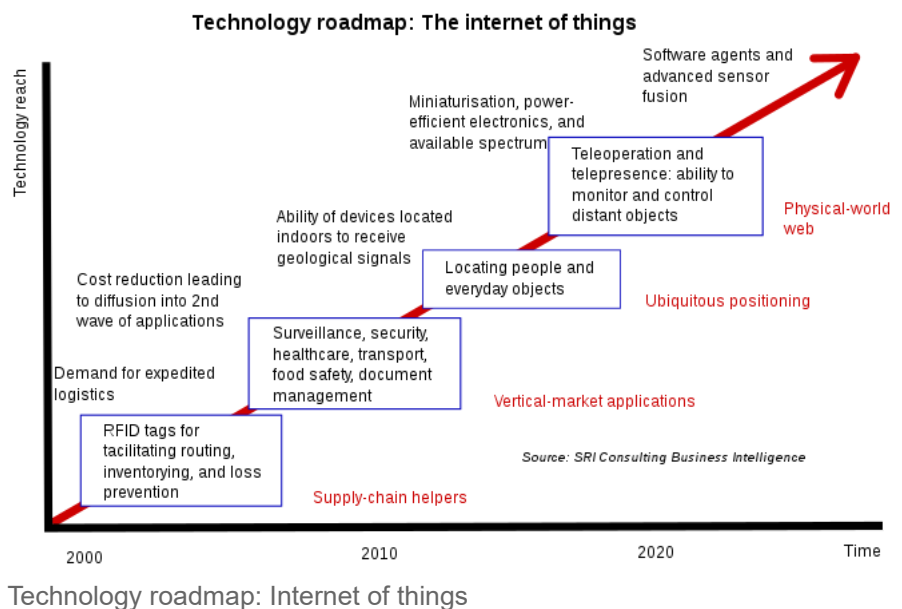 Technology roadmap: The internet of things
Technology reach
Software agents and
advanced sensor
fusion
Miniaturisation, power-
efficient electronics, and
available spectrum
Teleoperation and
telepresence: ability to
monitor and control
distant objects
Physical-world
web
Ability of devices located
indoors to receive
geological signals
Locating people and
everyday objects
Ubiquitous positioning
Cost reduction leading
to diffusion into 2nd
wave of applications
Surveillance, security,
healthcare, transport,
food safety, document
management
Vertical-market applications
Demand for expedited
logistics
RFID tags for
facilitating routing,
inventorying, and loss
prevention
Supply-chain helpers
Source: SRI Consulting Business Intelligence
2000
2010
2020
Time
Technology roadmap: Internet of things